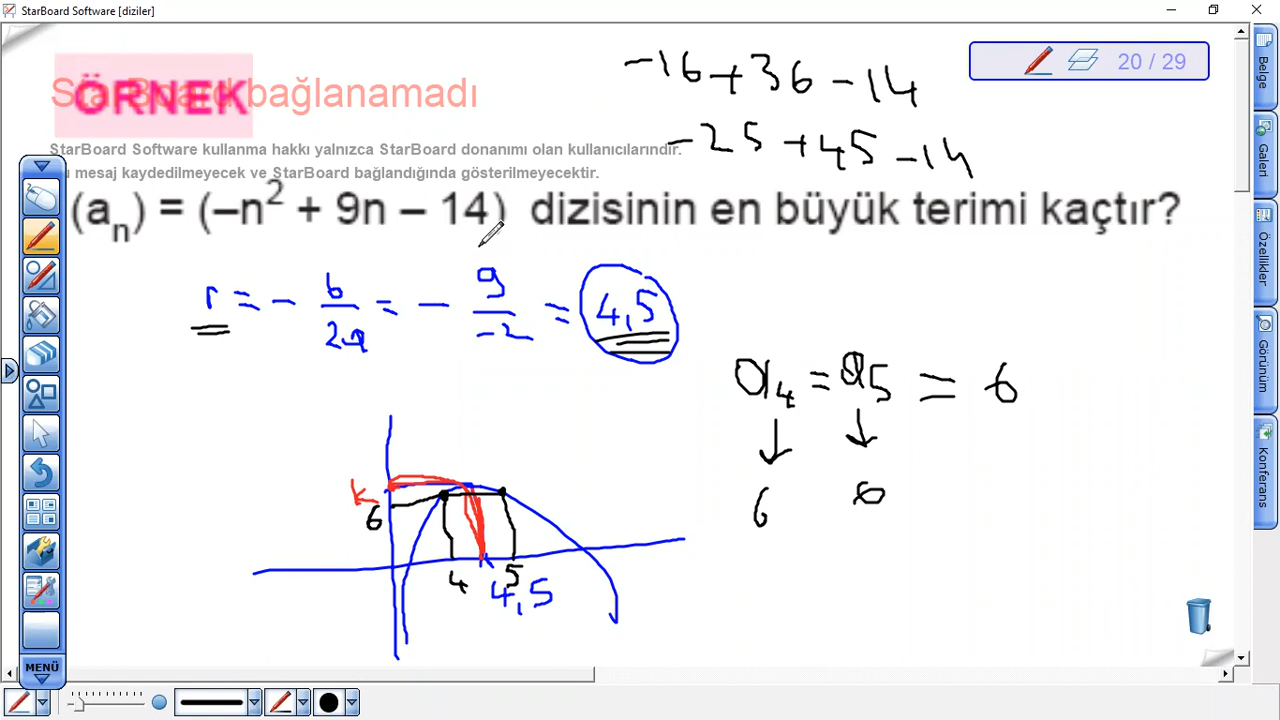 StarBoard Software [diziler]
20 / 29
ÖRNEK
StarBoard bağlanamadı
StarBoard Software kullanma hakkı yalnızca StarBoard donanımı olan kullanıcılarındır.
mesaj kaydedilmeyecek ve StarBoard bağlandığında gösterilmeyecektir.
-16+36-14
-25+45-14
(aₙ) = (–n² + 9n – 14) dizisinin en büyük terimi kaçtır?
r = - b/2a = - 9/-2 = 4,5
a₄ = a₅ = 6
6
k
6
4
5
4,5
MENÜ
Belge
Galeri
Özellikler
Görünüm
Konferans